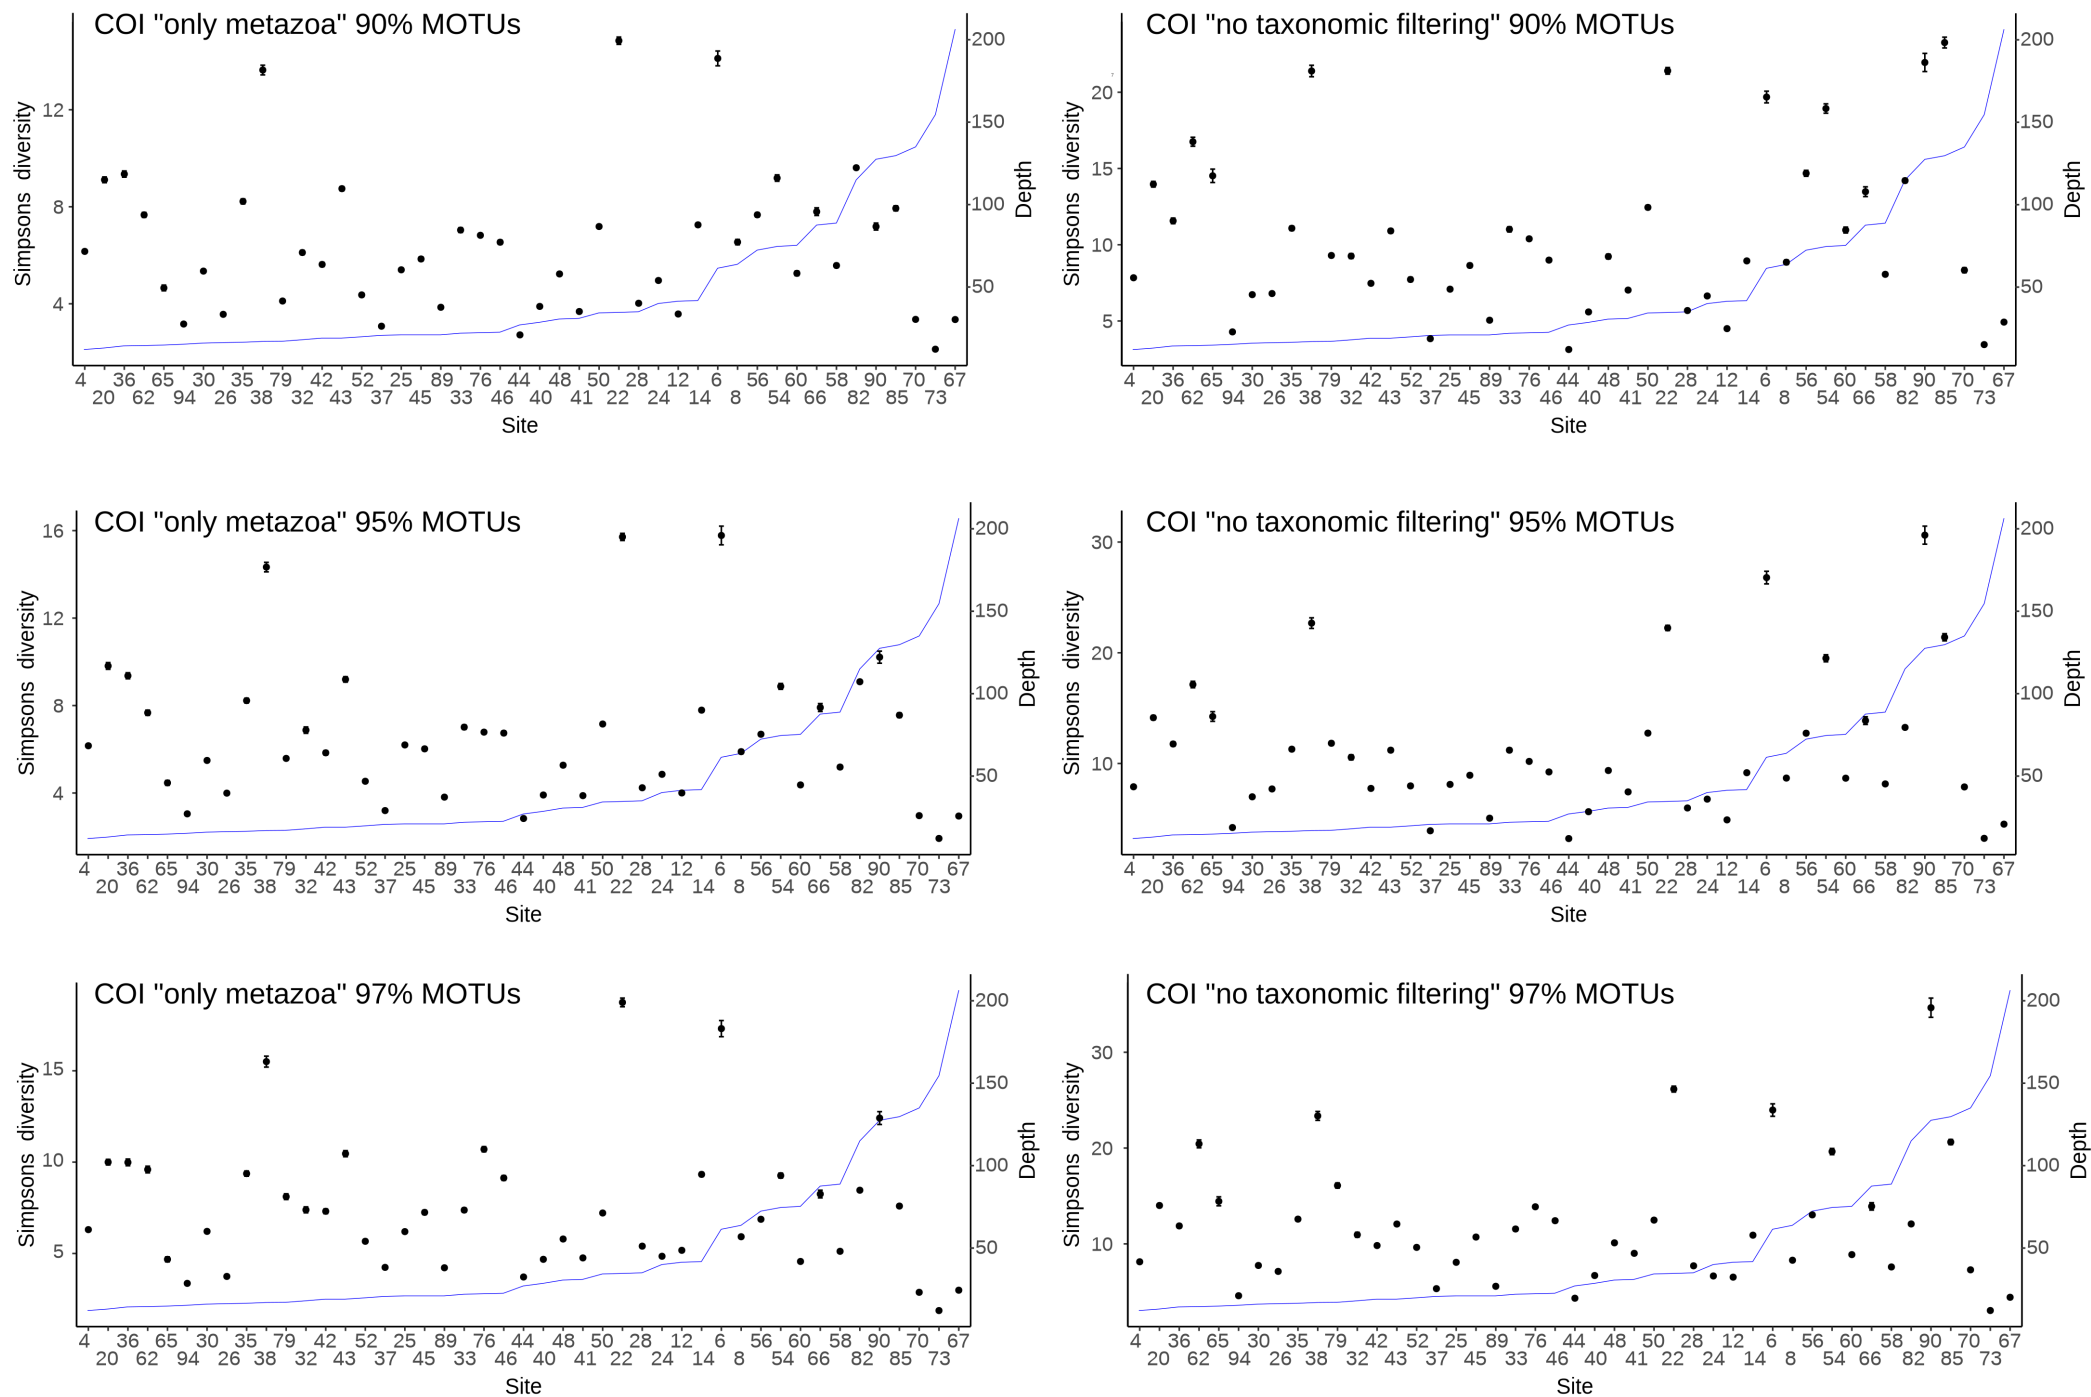 COI "only metazoa" 90% MOTUs
Simpsons diversity
12
8
4
200
150
100
50
Depth
4 36 65 30 35 79 42 52 25 89 76 44 48 50 28 12 6 56 60 58 90 70 67
20 62 94 26 38 32 43 37 45 33 46 40 41 22 24 14 8 54 66 82 85 73
Site
COI "no taxonomic filtering" 90% MOTUs
Simpsons diversity
20
15
10
5
200
150
100
50
Depth
4 36 65 30 35 79 42 52 25 89 76 44 48 50 28 12 6 56 60 58 90 70 67
20 62 94 26 38 32 43 37 45 33 46 40 41 22 24 14 8 54 66 82 85 73
Site
COI "only metazoa" 95% MOTUs
Simpsons diversity
16
12
8
4
200
150
100
50
Depth
4 36 65 30 35 79 42 52 25 89 76 44 48 50 28 12 6 56 60 58 90 70 67
20 62 94 26 38 32 43 37 45 33 46 40 41 22 24 14 8 54 66 82 85 73
Site
COI "no taxonomic filtering" 95% MOTUs
Simpsons diversity
30
20
10
200
150
100
50
Depth
4 36 65 30 35 79 42 52 25 89 76 44 48 50 28 12 6 56 60 58 90 70 67
20 62 94 26 38 32 43 37 45 33 46 40 41 22 24 14 8 54 66 82 85 73
Site
COI "only metazoa" 97% MOTUs
Simpsons diversity
15
10
5
200
150
100
50
Depth
4 36 65 30 35 79 42 52 25 89 76 44 48 50 28 12 6 56 60 58 90 70 67
20 62 94 26 38 32 43 37 45 33 46 40 41 22 24 14 8 54 66 82 85 73
Site
COI "no taxonomic filtering" 97% MOTUs
Simpsons diversity
30
20
10
200
150
100
50
Depth
4 36 65 30 35 79 42 52 25 89 76 44 48 50 28 12 6 56 60 58 90 70 67
20 62 94 26 38 32 43 37 45 33 46 40 41 22 24 14 8 54 66 82 85 73
Site